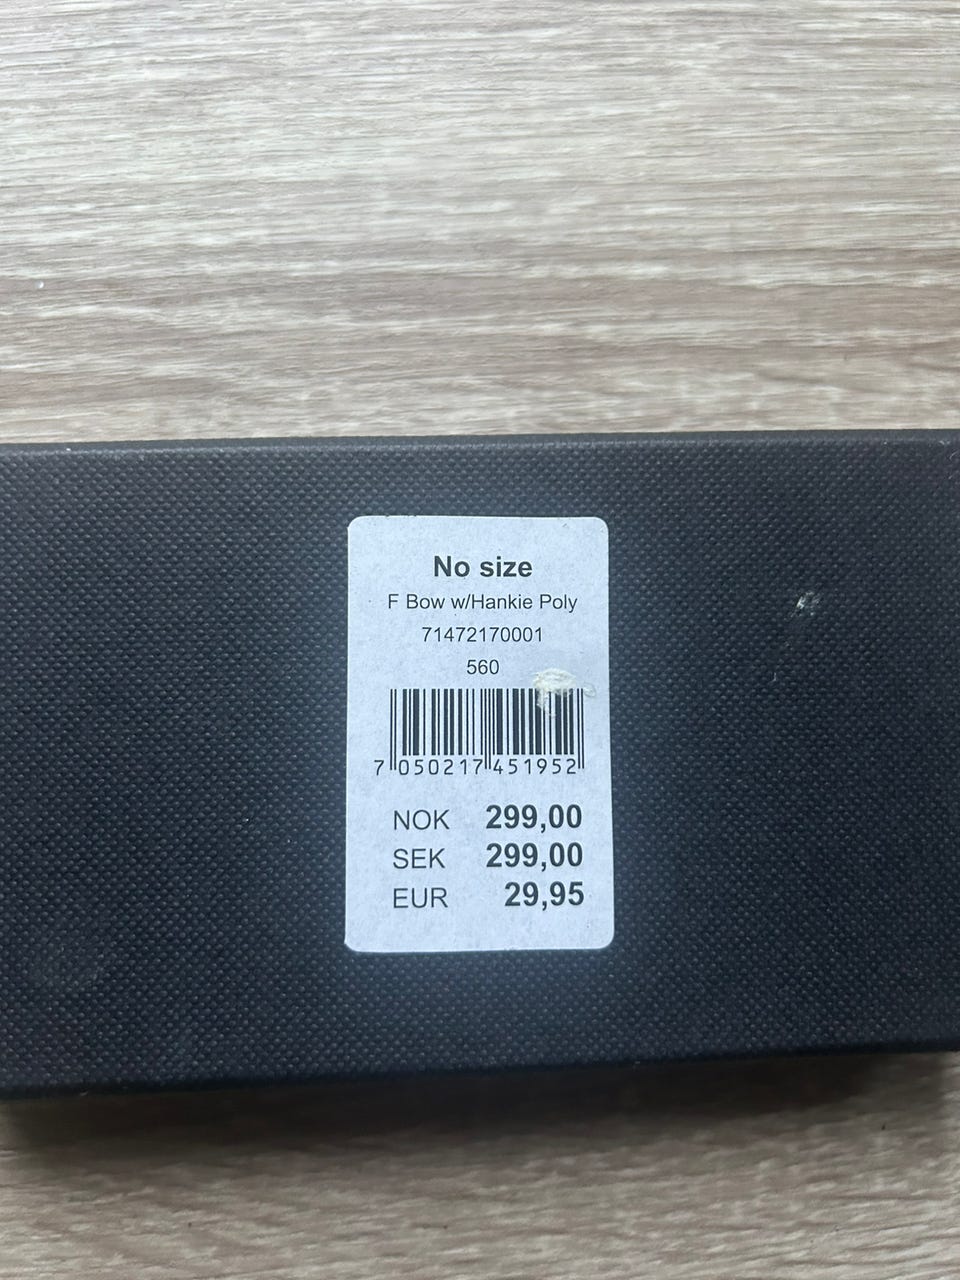 No size
F Bow w/Hankie Poly
71472170001
560
7 050217 451952
NOK 299,00
SEK 299,00
EUR 29,95